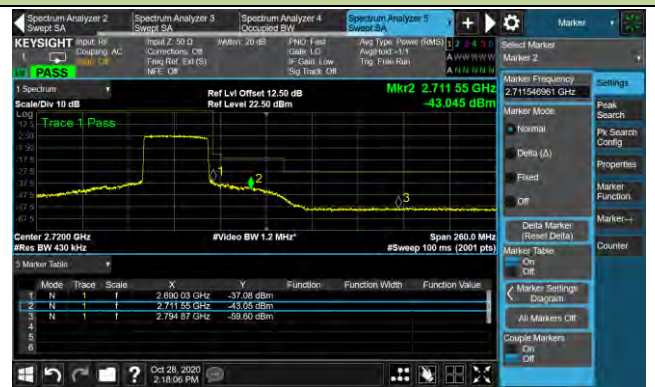 Spectrum Analyzer 2 Spectrum Analyzer 3 Spectrum Analyzer 4 Spectrum Analyzer 5 Marker
Swept SA Swept SA Occupied BW Swept SA
KEYSIGHT Input: RF Input Z: 50 Ω #Atten: 20 dB PNO: Fast Avg Type: Power (RMS) 1 2 3 4 5 6 Select Marker
Coupling: AC Corrections: Off Gate: LO Avg|Hold:>1/1 Marker 2
Freq Ref: Ext (S) IF Gain: Low Trig: Free Run
PASS NFE: Off Sig Track: Off A N N N N N
Marker Frequency Settings
2.711546961 GHz
1 Spectrum Ref Lvl Offset 12.50 dB Mkr2 2.711 55 GHz
Scale/Div 10 dB Ref Level 22.50 dBm -43.045 dBm
Marker Mode Peak Search
Log
Trace 1 Pass
Normal Pk Search Config
Delta (Δ) Properties
Fixed Marker Function
Off Marker→
1 2 3
Delta Marker (Reset Delta) Counter
Center 2.7200 GHz #Video BW 1.2 MHz* Span 260.0 MHz
#Res BW 430 kHz #Sweep 100 ms (2001 pts)
Marker Table
On
Off
5 Marker Table
Mode Trace Scale X Y Function Function Width Function Value
1 N 1 f 2.690 03 GHz -37.08 dBm
2 N 1 f 2.711 55 GHz -43.05 dBm
3 N 1 f 2.794 87 GHz -59.60 dBm
4
5
6
Marker Settings Diagram
All Markers Off
Couple Markers
On
Off
? Oct 28, 2020
2:18:06 PM